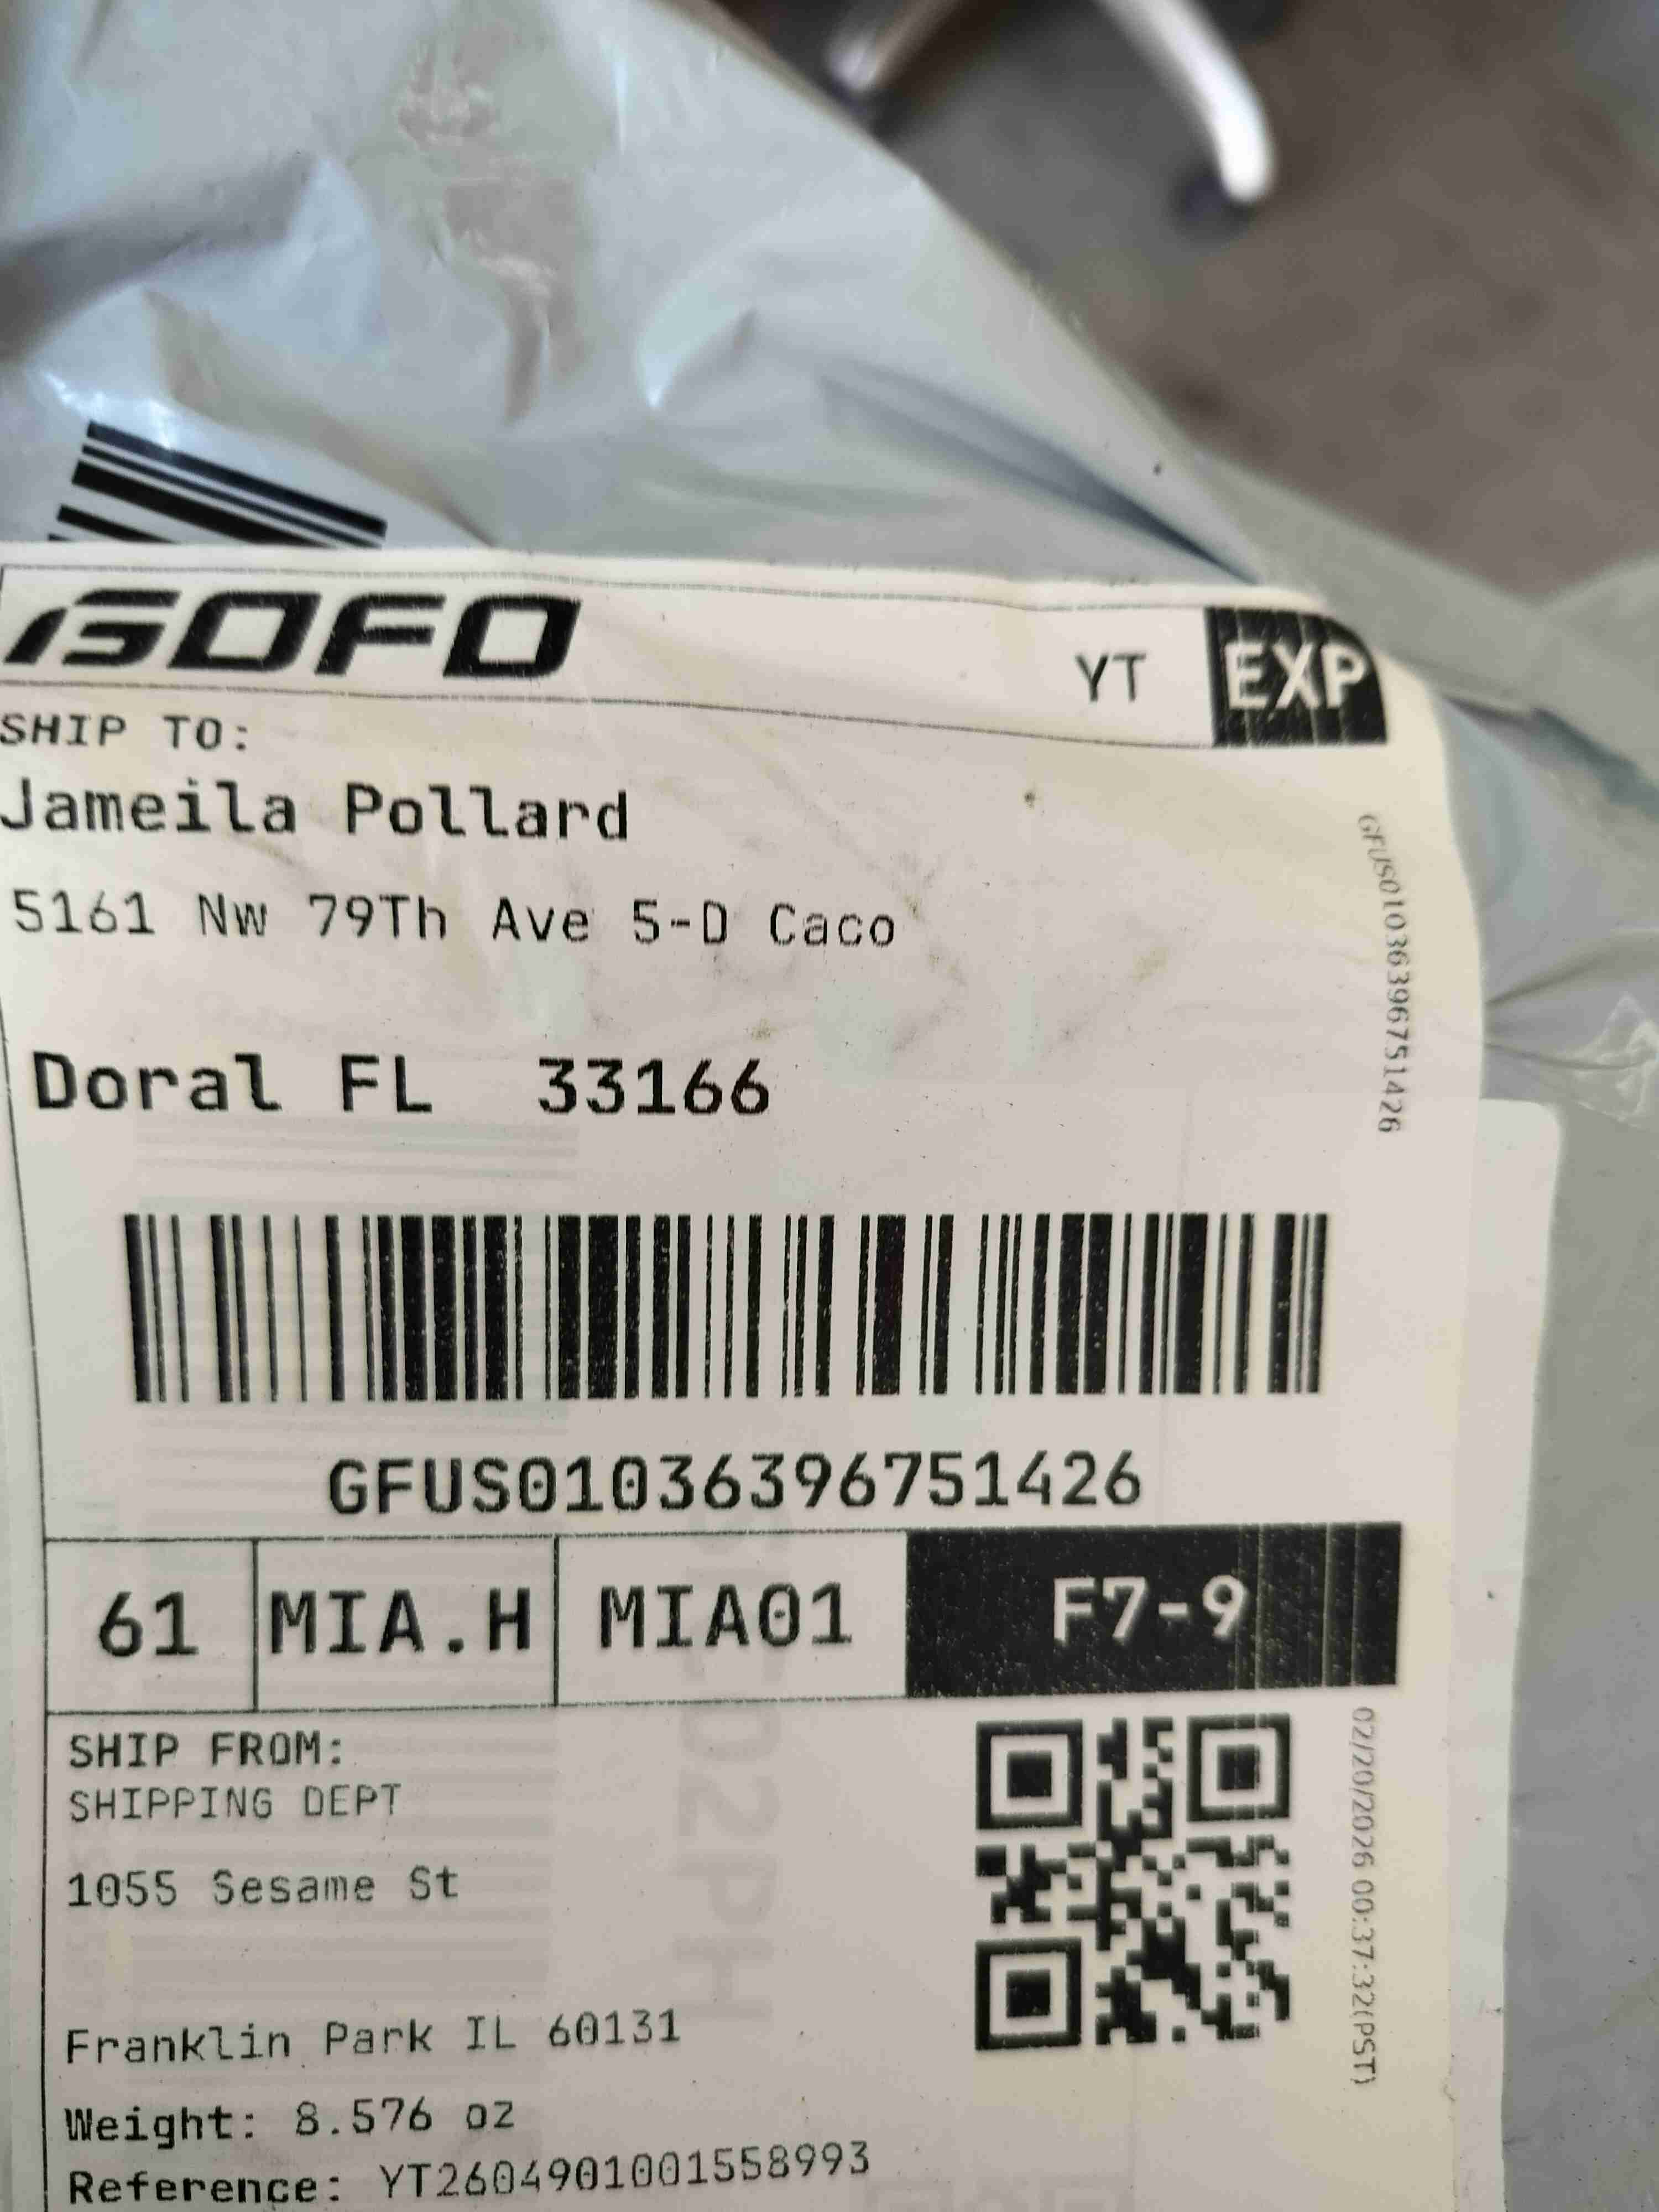 GOFO
YT
EXP
SHIP TO:
Jameila Pollard
5161 Nw 79Th Ave 5-D Caco
Doral FL 33166
GFUS01036396751426
GFUS01036396751426
61
MIA.H
MIA01
F7-9
SHIP FROM:
SHIPPING DEPT
1055 Sesame St
Franklin Park IL 60131
02/20/2026 00:37:32(PST)
Weight: 8.576 oz
Reference: YT2604901001558993